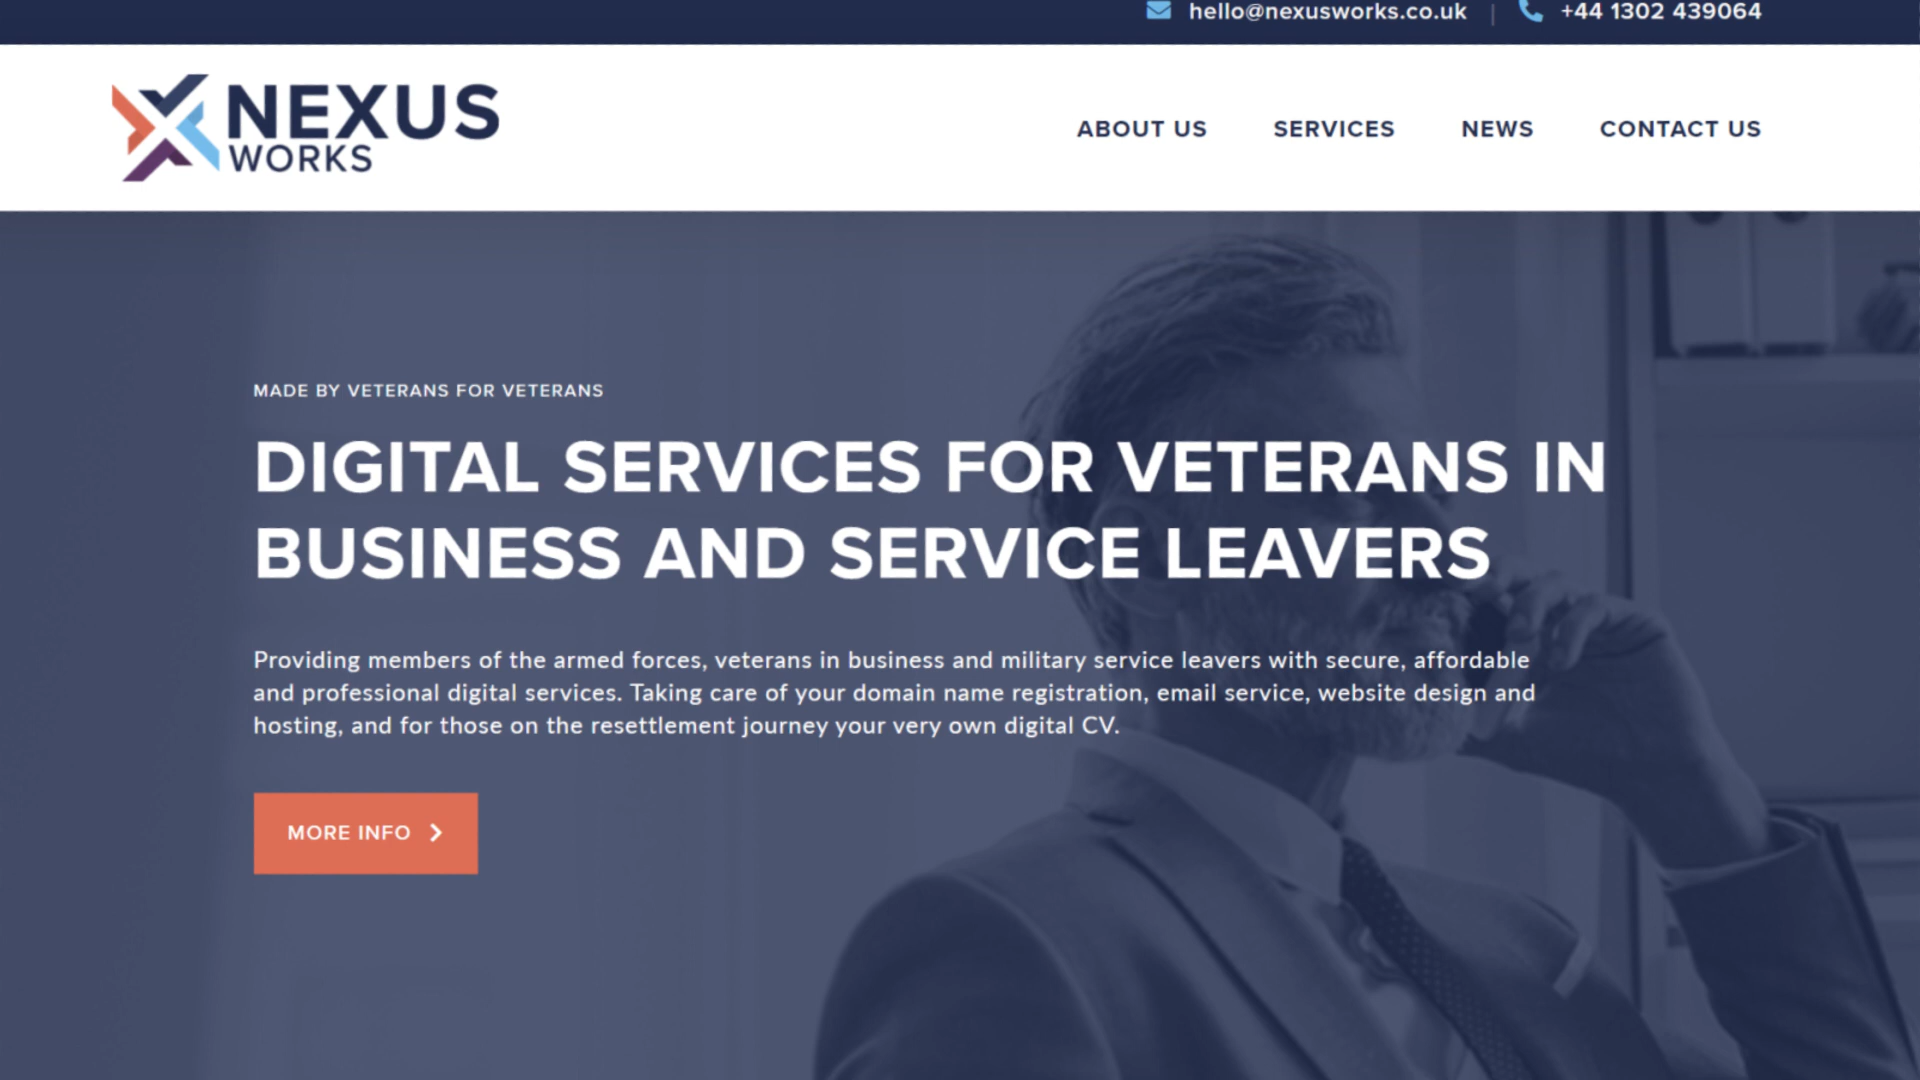 hello@nexusworks.co.uk | +44 1302 439064
NEXUS
WORKS
ABOUT US SERVICES NEWS CONTACT US
MADE BY VETERANS FOR VETERANS
DIGITAL SERVICES FOR VETERANS IN
BUSINESS AND SERVICE LEAVERS
Providing members of the armed forces, veterans in business and military service leavers with secure, affordable
and professional digital services. Taking care of your domain name registration, email service, website design and
hosting, and for those on the resettlement journey your very own digital CV.
MORE INFO